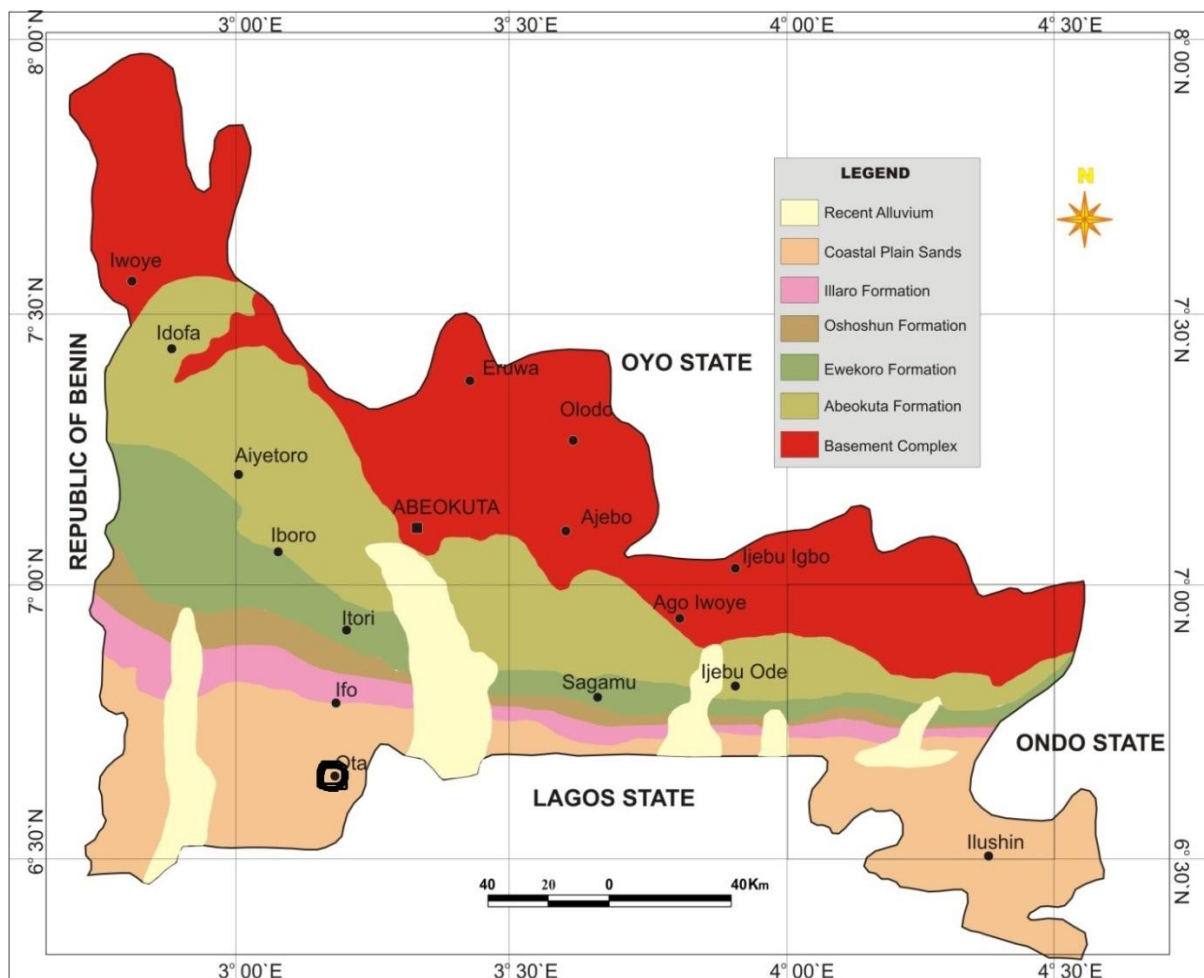 3° 00`E 3° 30`E 4° 00`E 4° 30`E
8° 00`N 8° 00`N
LEGEND
N
Recent Alluvium
Coastal Plain Sands
Illaro Formation
Oshoshun Formation
Ewekoro Formation
Abeokuta Formation
Basement Complex
Iwoye
7° 30`N 7° 30`N
Idofa
OYO STATE
Eruwa
Olodo
REPUBLIC OF BENIN
Aiyetoro
ABEOKUTA
Ajebo
Iboro
Ijebu Igbo
7° 00`N 7° 00`N
Ago Iwoye
Itori
Ijebu Ode
Sagamu
Ifo
ONDO STATE
Ota
LAGOS STATE
Ilushin
6° 30`N 6° 30`N
40 20 0 40Km
3° 00`E 3° 30`E 4° 00`E 4° 30`E